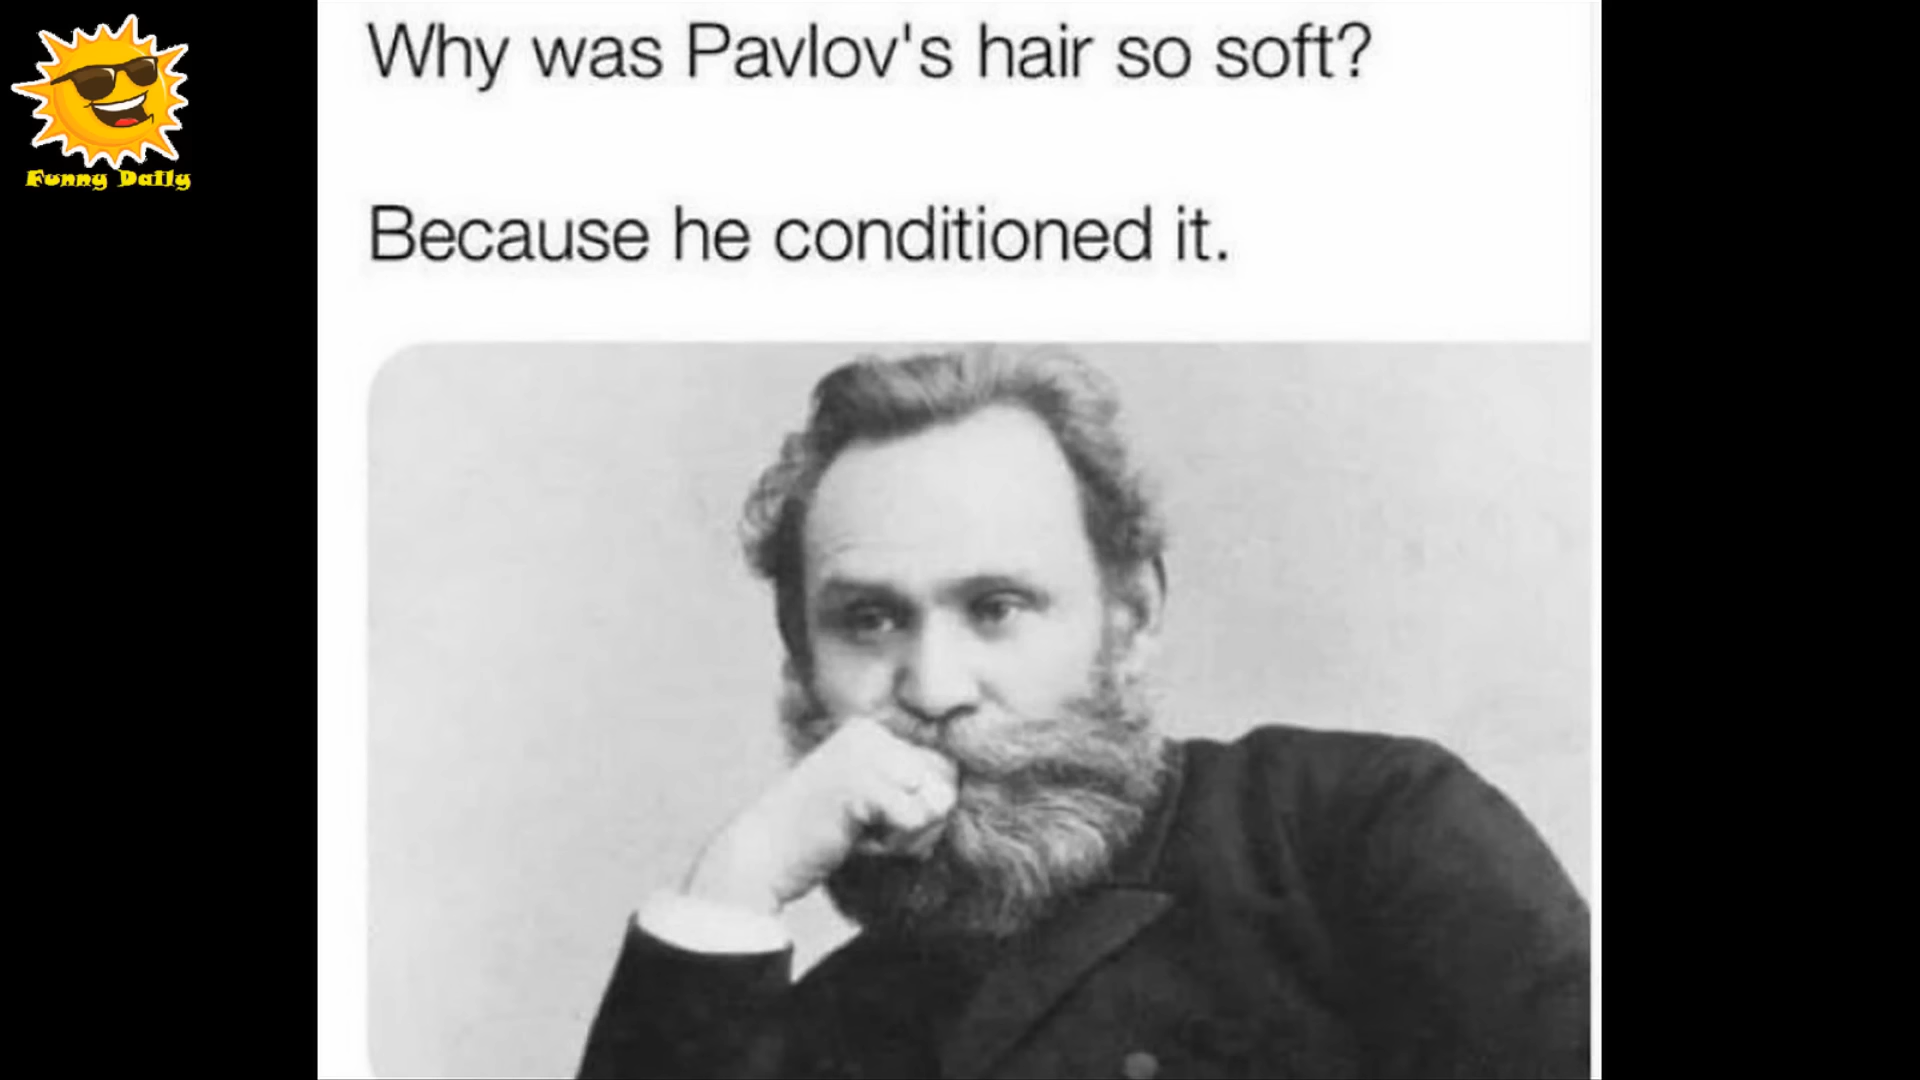 Why was Pavlov's hair so soft?
Because he conditioned it.
Funny Daily